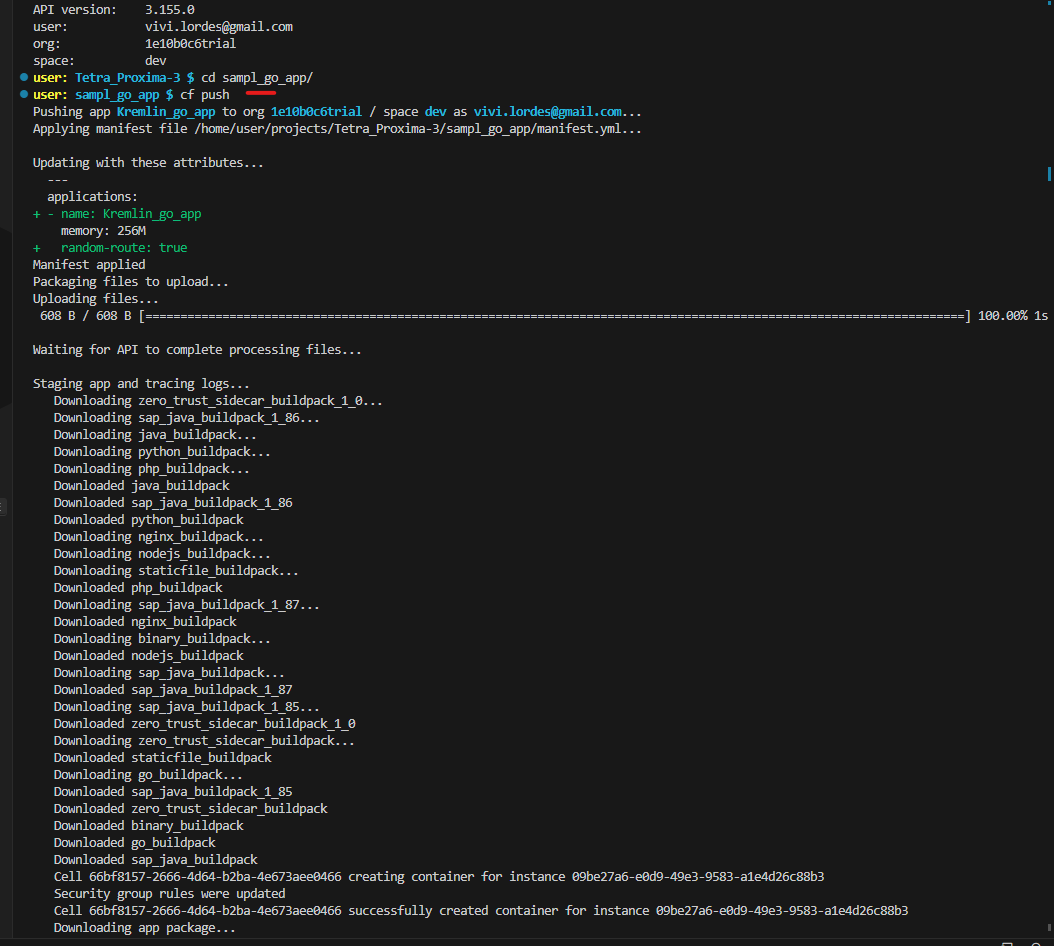 API version:    3.155.0
user:           vivi.lordes@gmail.com
org:            1e10b0c6trial
space:          dev
user: Tetra_Proxima-3 $ cd sampl_go_app/
user: sampl_go_app $ cf push
Pushing app Kremlin_go_app to org 1e10b0c6trial / space dev as vivi.lordes@gmail.com...
Applying manifest file /home/user/projects/Tetra_Proxima-3/sampl_go_app/manifest.yml...
Updating with these attributes...
  ---
  applications:
+ - name: Kremlin_go_app
    memory: 256M
+   random-route: true
Manifest applied
Packaging files to upload...
Uploading files...
 608 B / 608 B [=====================================================================================================================] 100.00% 1s
Waiting for API to complete processing files...
Staging app and tracing logs...
   Downloading zero_trust_sidecar_buildpack_1_0...
   Downloading sap_java_buildpack_1_86...
   Downloading java_buildpack...
   Downloading python_buildpack...
   Downloading php_buildpack...
   Downloaded java_buildpack
   Downloaded sap_java_buildpack_1_86
   Downloaded python_buildpack
   Downloading nginx_buildpack...
   Downloading nodejs_buildpack...
   Downloading staticfile_buildpack...
   Downloaded php_buildpack
   Downloading sap_java_buildpack_1_87...
   Downloaded nginx_buildpack
   Downloading binary_buildpack...
   Downloaded nodejs_buildpack
   Downloading sap_java_buildpack...
   Downloaded sap_java_buildpack_1_87
   Downloading sap_java_buildpack_1_85...
   Downloaded zero_trust_sidecar_buildpack_1_0
   Downloading zero_trust_sidecar_buildpack...
   Downloaded staticfile_buildpack
   Downloading go_buildpack...
   Downloaded sap_java_buildpack_1_85
   Downloaded zero_trust_sidecar_buildpack
   Downloaded binary_buildpack
   Downloaded go_buildpack
   Downloaded sap_java_buildpack
   Cell 66bf8157-2666-4d64-b2ba-4e673aee0466 creating container for instance 09be27a6-e0d9-49e3-9583-a1e4d26c88b3
   Security group rules were updated
   Cell 66bf8157-2666-4d64-b2ba-4e673aee0466 successfully created container for instance 09be27a6-e0d9-49e3-9583-a1e4d26c88b3
   Downloading app package...